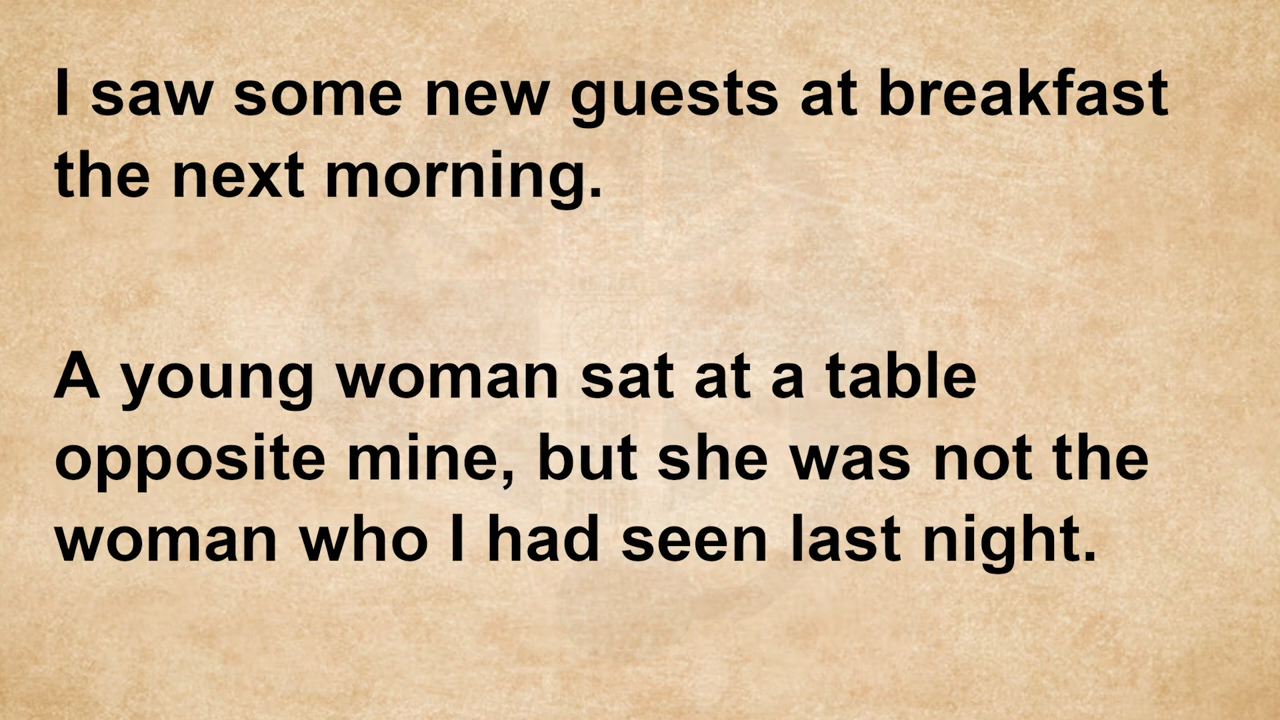 I saw some new guests at breakfast
the next morning.
A young woman sat at a table
opposite mine, but she was not the
woman who I had seen last night.